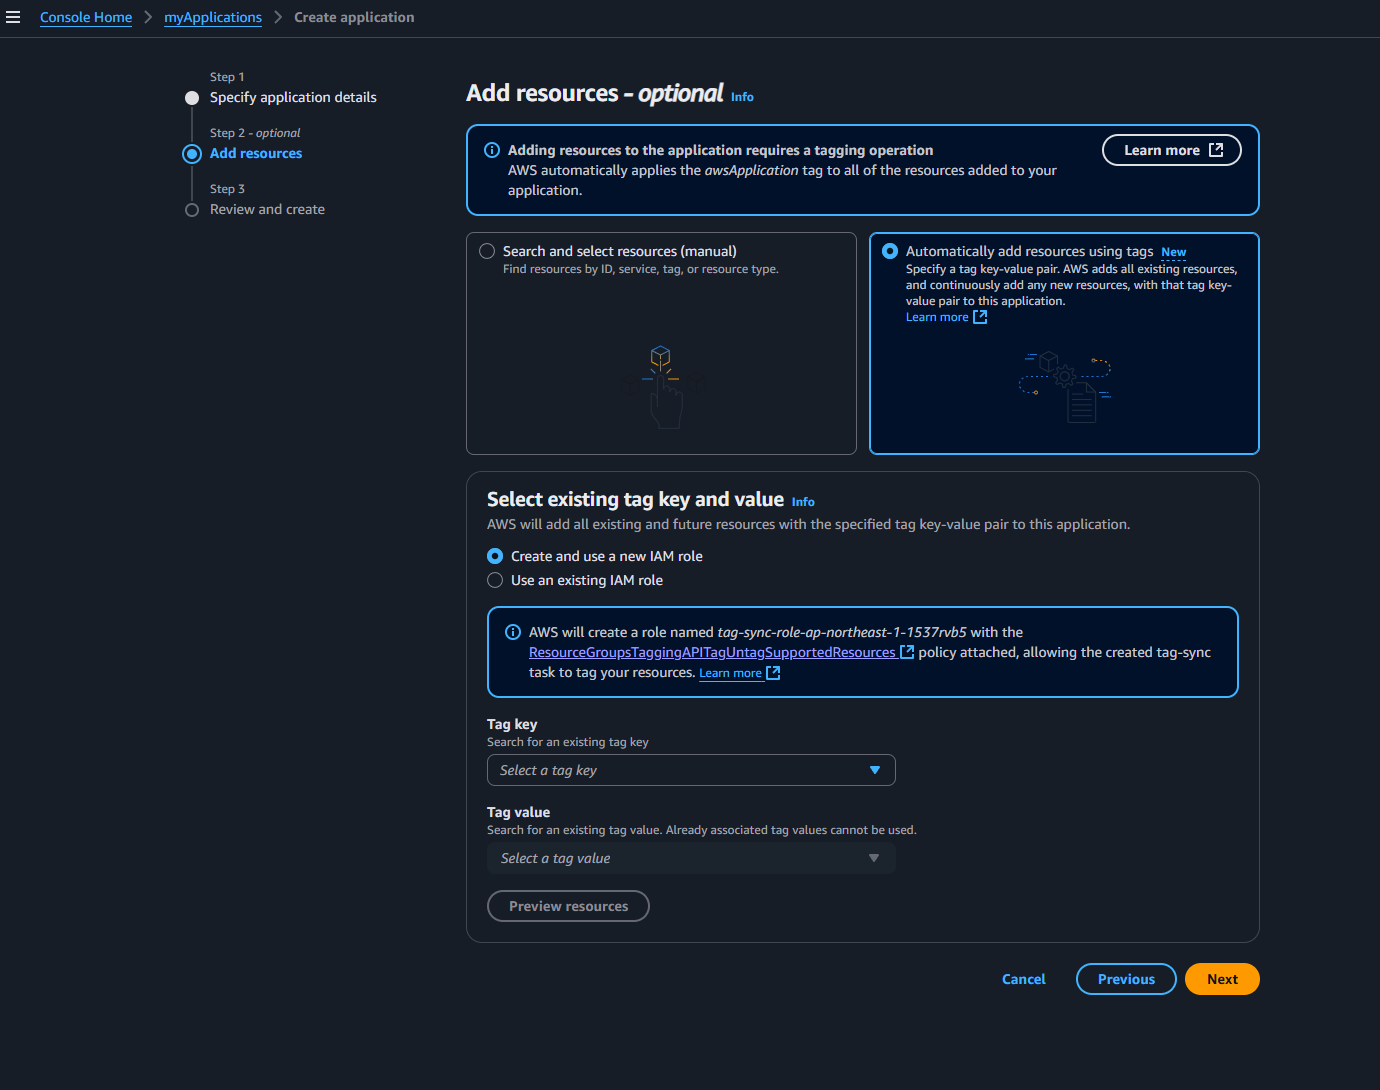 Console Home
myApplications
Create application
Step 1
Specify application details
Step 2 - optional
Add resources
Step 3
Review and create
Add resources - optional Info
Adding resources to the application requires a tagging operation
AWS automatically applies the awsApplication tag to all of the resources added to your
application.
Learn more
Search and select resources (manual)
Find resources by ID, service, tag, or resource type.
Automatically add resources using tags New
Specify a tag key-value pair. AWS adds all existing resources,
and continuously add any new resources, with that tag key-
value pair to this application.
Learn more
Select existing tag key and value Info
AWS will add all existing and future resources with the specified tag key-value pair to this application.
Create and use a new IAM role
Use an existing IAM role
AWS will create a role named tag-sync-role-ap-northeast-1-1537rvb5 with the
ResourceGroupsTaggingAPITagUntagSupportedResources policy attached, allowing the created tag-sync
task to tag your resources. Learn more
Tag key
Search for an existing tag key
Select a tag key
Tag value
Search for an existing tag value. Already associated tag values cannot be used.
Select a tag value
Preview resources
Cancel
Previous
Next